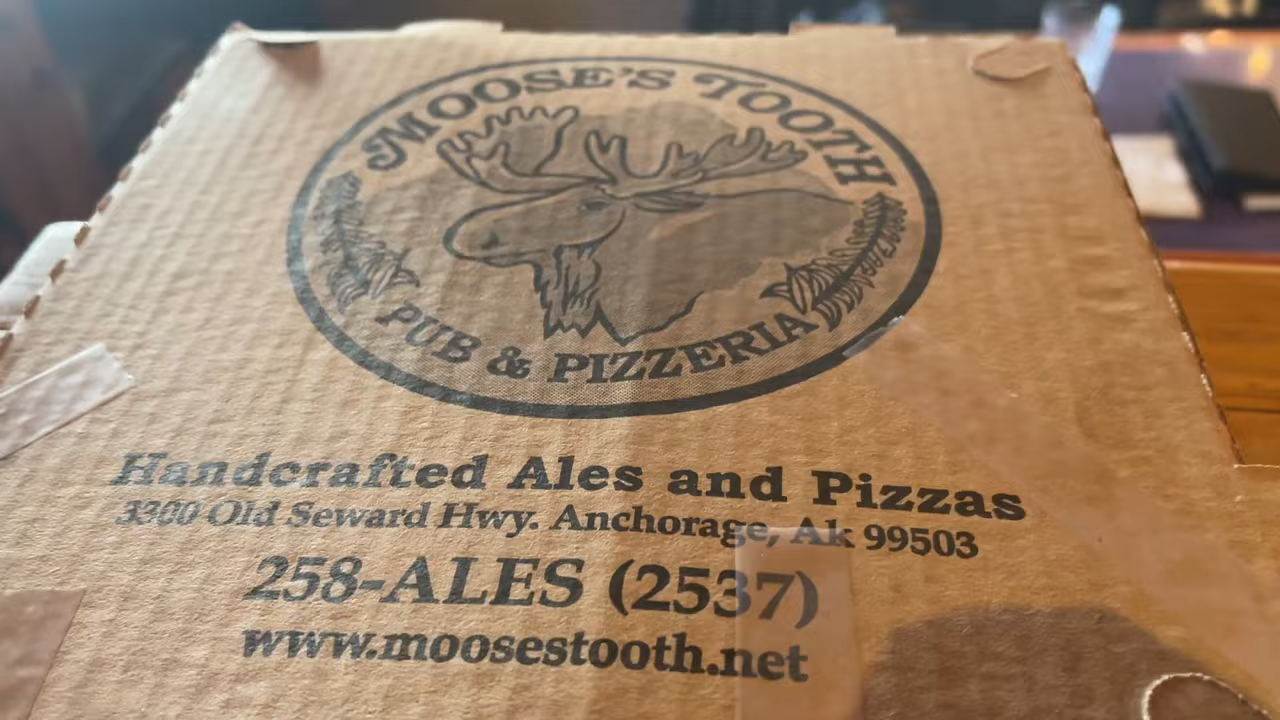 MOOSE'S TOOTH
PUB & PIZZERIA
Handcrafted Ales and Pizzas
3300 Old Seward Hwy. Anchorage, Ak 99503
258-ALES (2537)
www.moosestooth.net